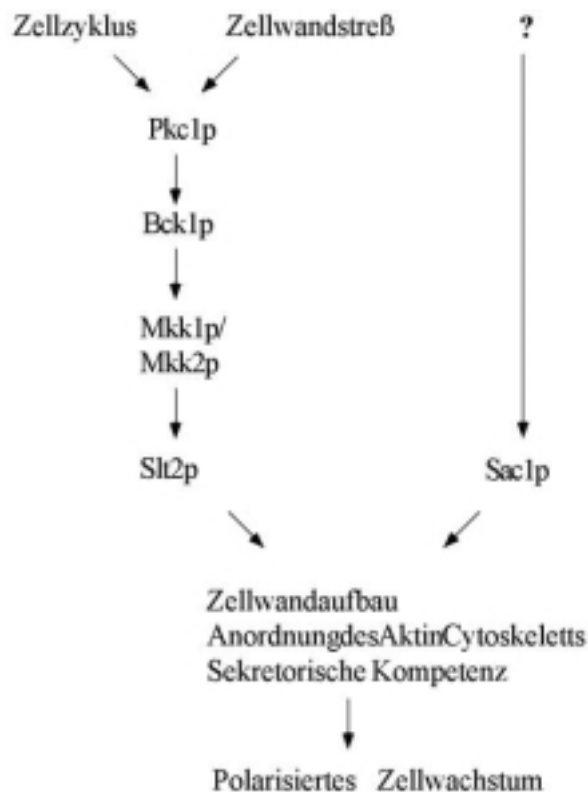 Zellzyklus Zellwandstreß ?
Pkc1p
Bck1p
Mkk1p/
Mkk2p
Slt2p Sac1p
Zellwandaufbau
AnordnungdesAktinCytoskeletts
Sekretorische Kompetenz
Polarisiertes Zellwachstum